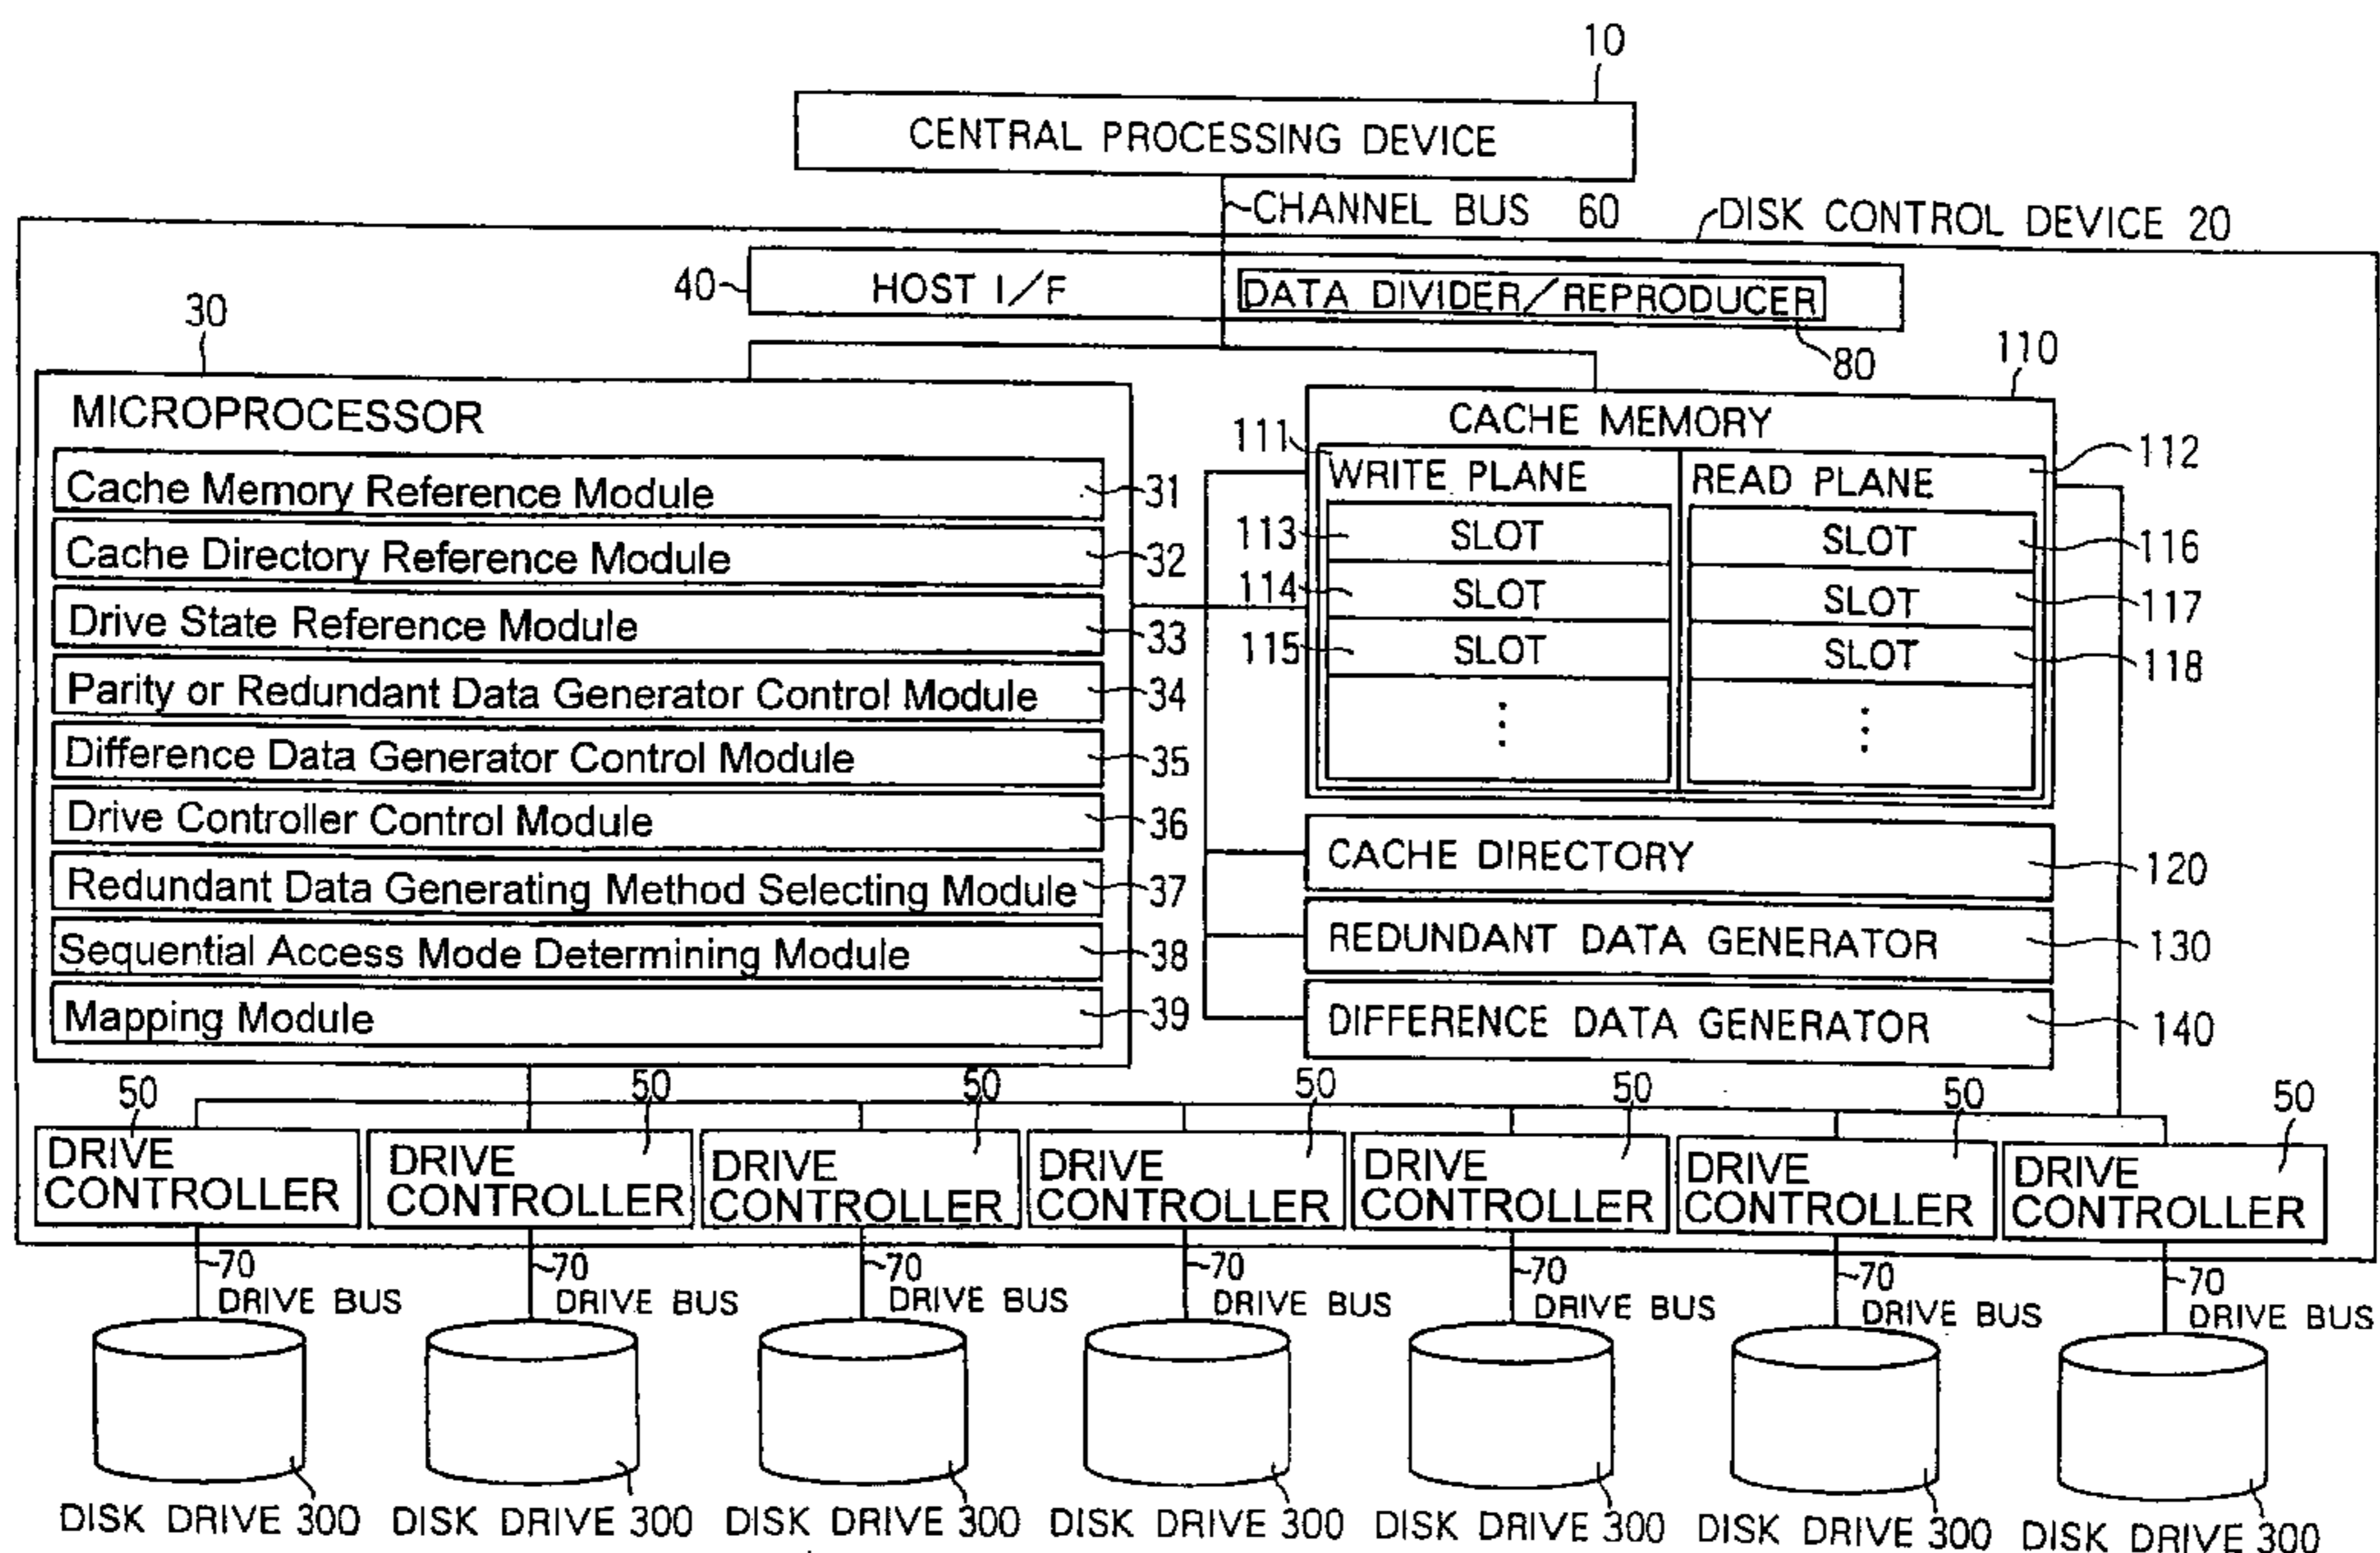 10
CENTRAL PROCESSING DEVICE
CHANNEL BUS 60
DISK CONTROL DEVICE 20
40
HOST I/F
DATA DIVIDER/REPRODUCER
80
30
MICROPROCESSOR
Cache Memory Reference Module 31
Cache Directory Reference Module 32
Drive State Reference Module 33
Parity or Redundant Data Generator Control Module 34
Difference Data Generator Control Module 35
Drive Controller Control Module 36
Redundant Data Generating Method Selecting Module 37
Sequential Access Mode Determining Module 38
Mapping Module 39
110
CACHE MEMORY
111 WRITE PLANE READ PLANE 112
113 SLOT SLOT 116
114 SLOT SLOT 117
115 SLOT SLOT 118
CACHE DIRECTORY 120
REDUNDANT DATA GENERATOR 130
DIFFERENCE DATA GENERATOR 140
50 50 50 50 50 50 50
DRIVE DRIVE DRIVE DRIVE DRIVE DRIVE DRIVE
CONTROLLER CONTROLLER CONTROLLER CONTROLLER CONTROLLER CONTROLLER CONTROLLER
70 70 70 70 70 70 70
DRIVE BUS DRIVE BUS DRIVE BUS DRIVE BUS DRIVE BUS DRIVE BUS DRIVE BUS
DISK DRIVE 300 DISK DRIVE 300 DISK DRIVE 300 DISK DRIVE 300 DISK DRIVE 300 DISK DRIVE 300 DISK DRIVE 300